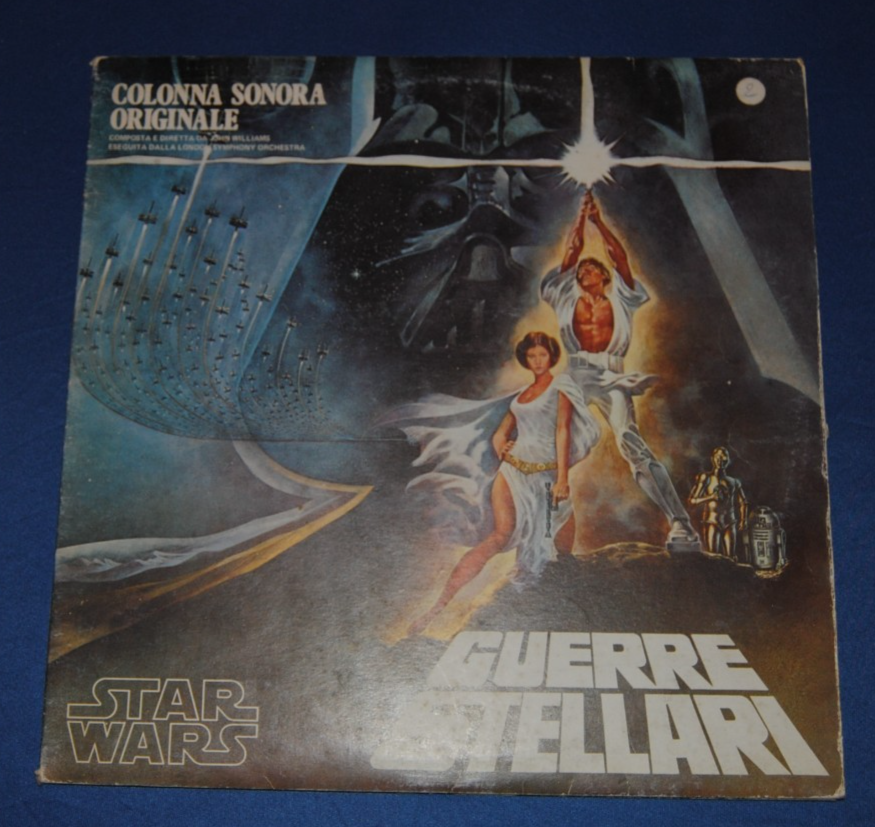 COLONNA SONORA
ORIGINALE
COMPOSTA E DIRETTA DA JOHN WILLIAMS
ESEGUITA DALLA LONDON SYMPHONY ORCHESTRA
GUERRE
STELLARI
STAR
WARS